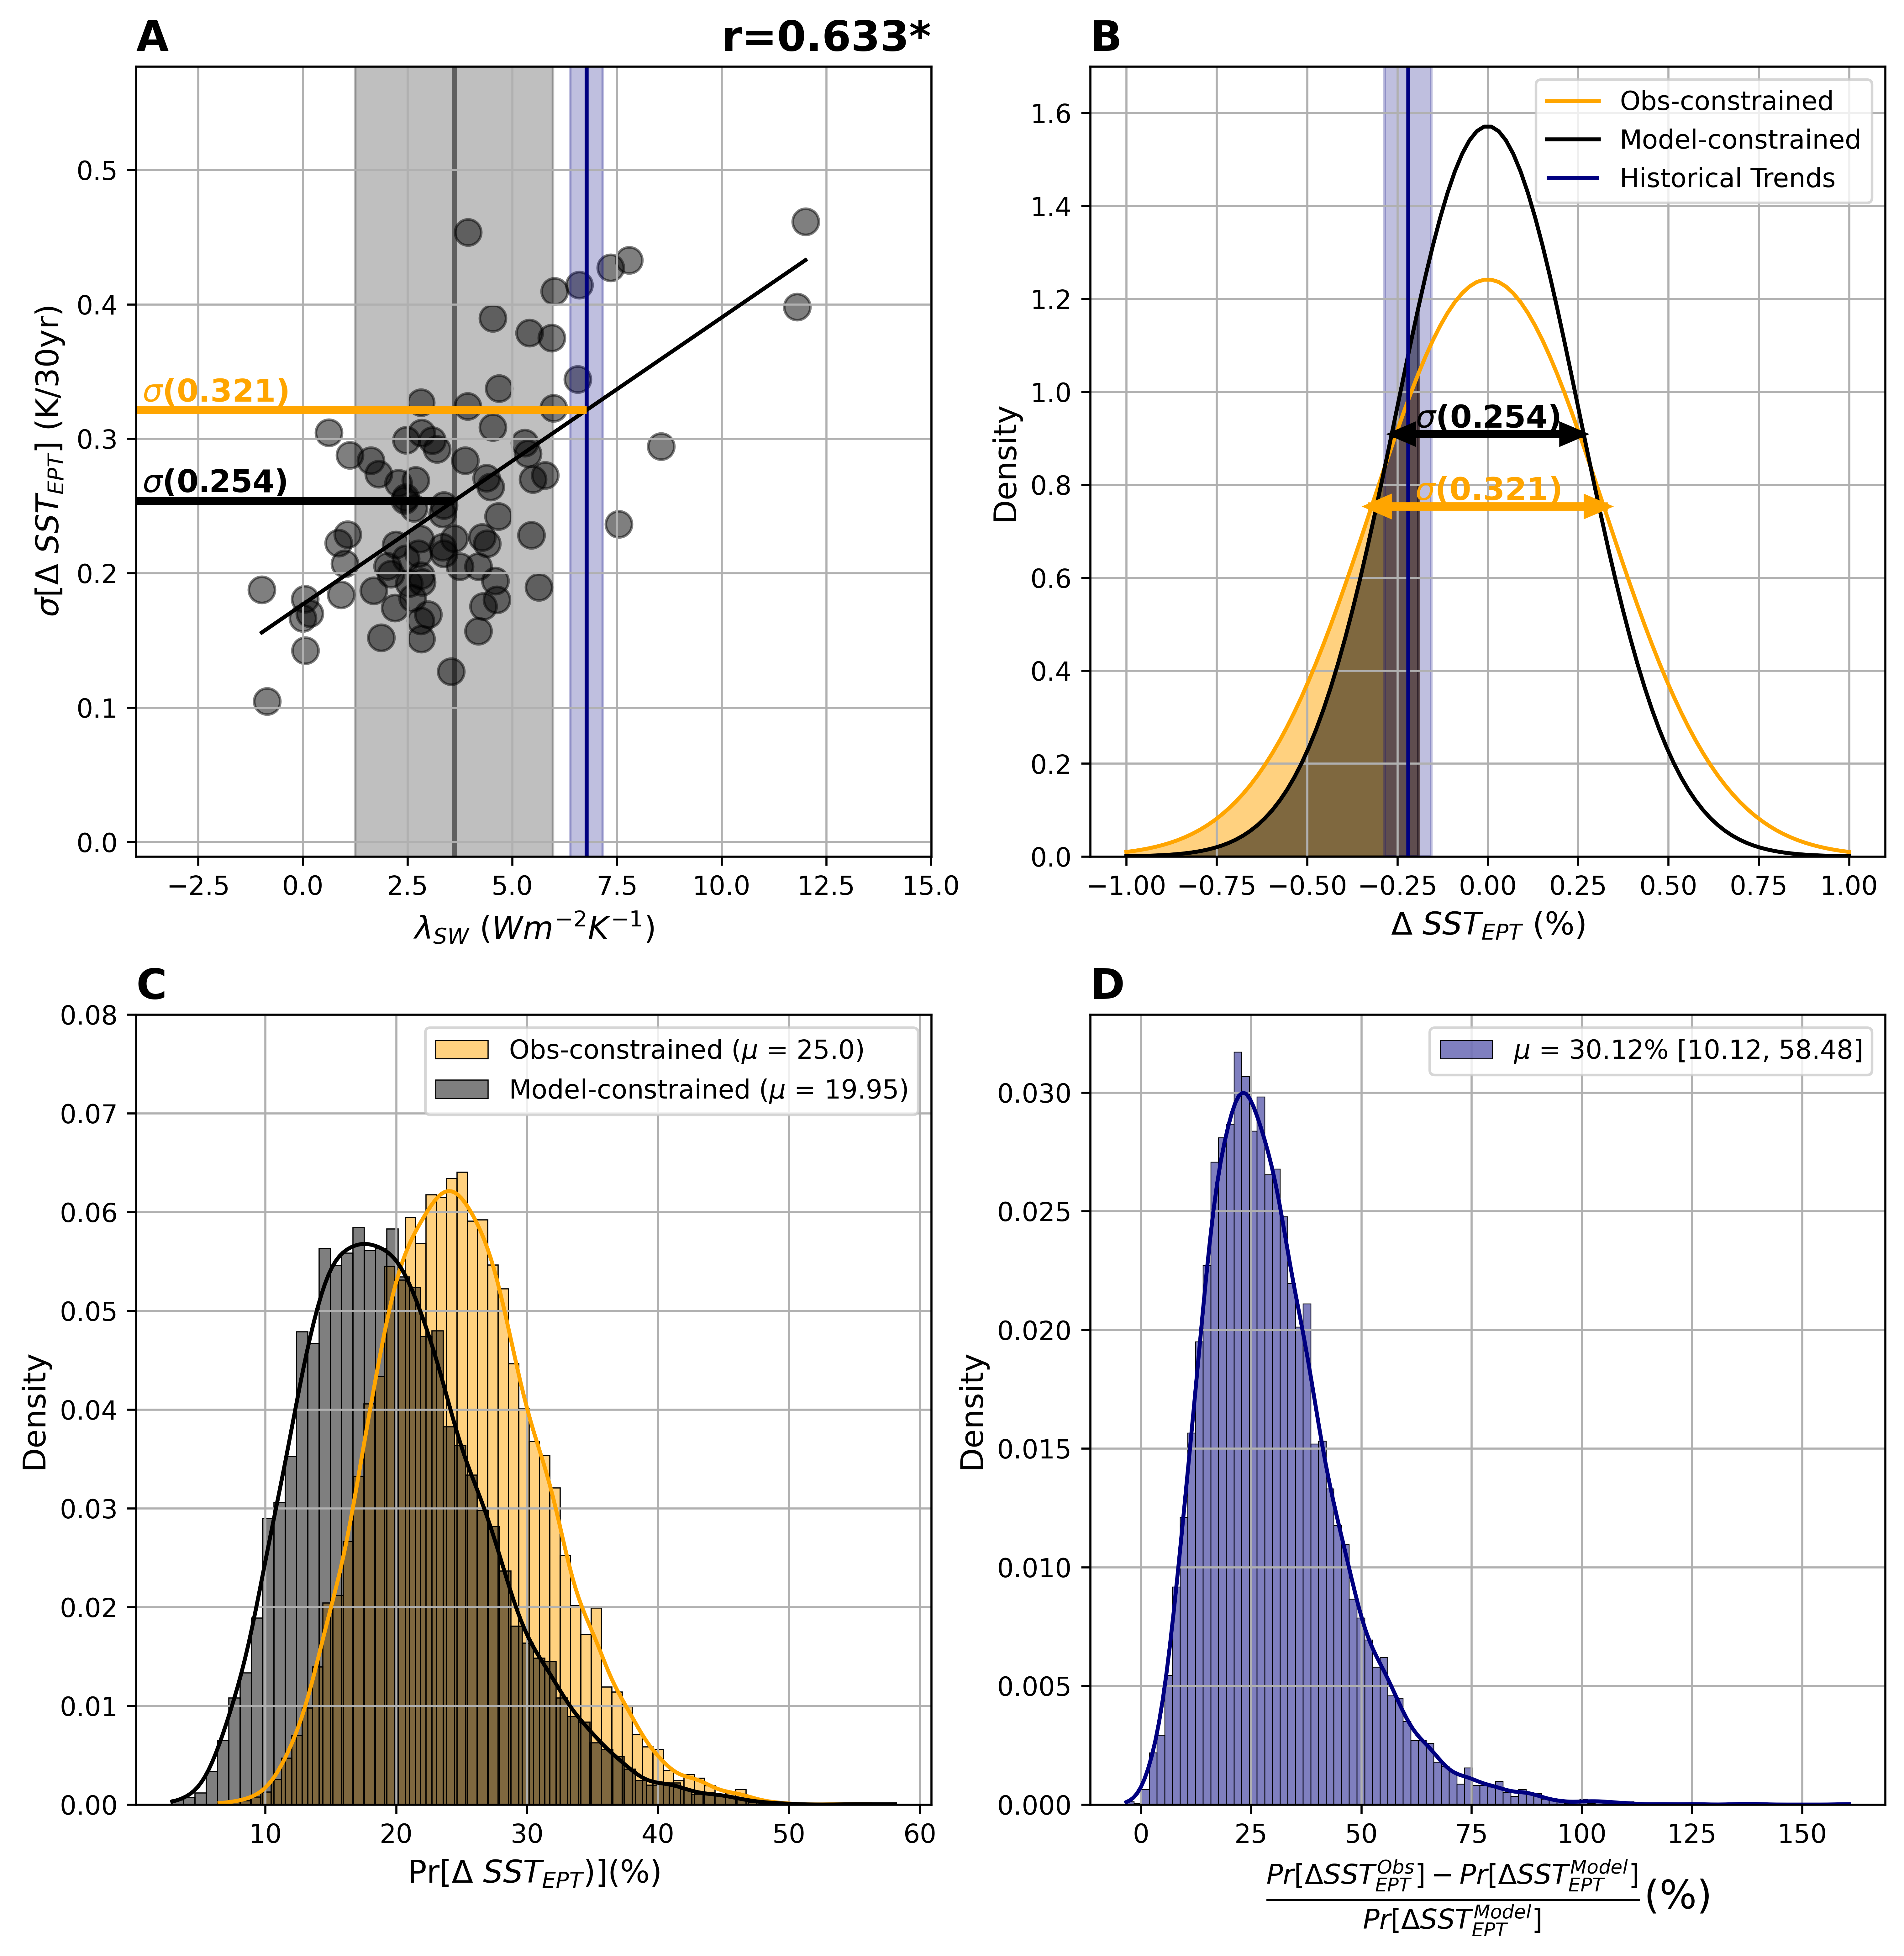 A
r=0.633*
σ[Δ SST_EPT] (K/30yr)
0.5
0.4
0.3
0.2
0.1
0.0
σ(0.321)
σ(0.254)
−2.5 0.0 2.5 5.0 7.5 10.0 12.5 15.0
λ_SW (Wm⁻²K⁻¹)
B
Obs-constrained
Model-constrained
Historical Trends
Density
1.6
1.4
1.2
1.0
0.8
0.6
0.4
0.2
0.0
σ(0.254)
σ(0.321)
−1.00 −0.75 −0.50 −0.25 0.00 0.25 0.50 0.75 1.00
Δ SST_EPT (%)
C
Obs-constrained (μ = 25.0)
Model-constrained (μ = 19.95)
Density
0.08
0.07
0.06
0.05
0.04
0.03
0.02
0.01
0.00
10 20 30 40 50 60
Pr[Δ SST_EPT)](%)
D
μ = 30.12% [10.12, 58.48]
Density
0.030
0.025
0.020
0.015
0.010
0.005
0.000
0 25 50 75 100 125 150
Pr[ΔSST_EPT^Obs] − Pr[ΔSST_EPT^Model]
(%)
Pr[ΔSST_EPT^Model]